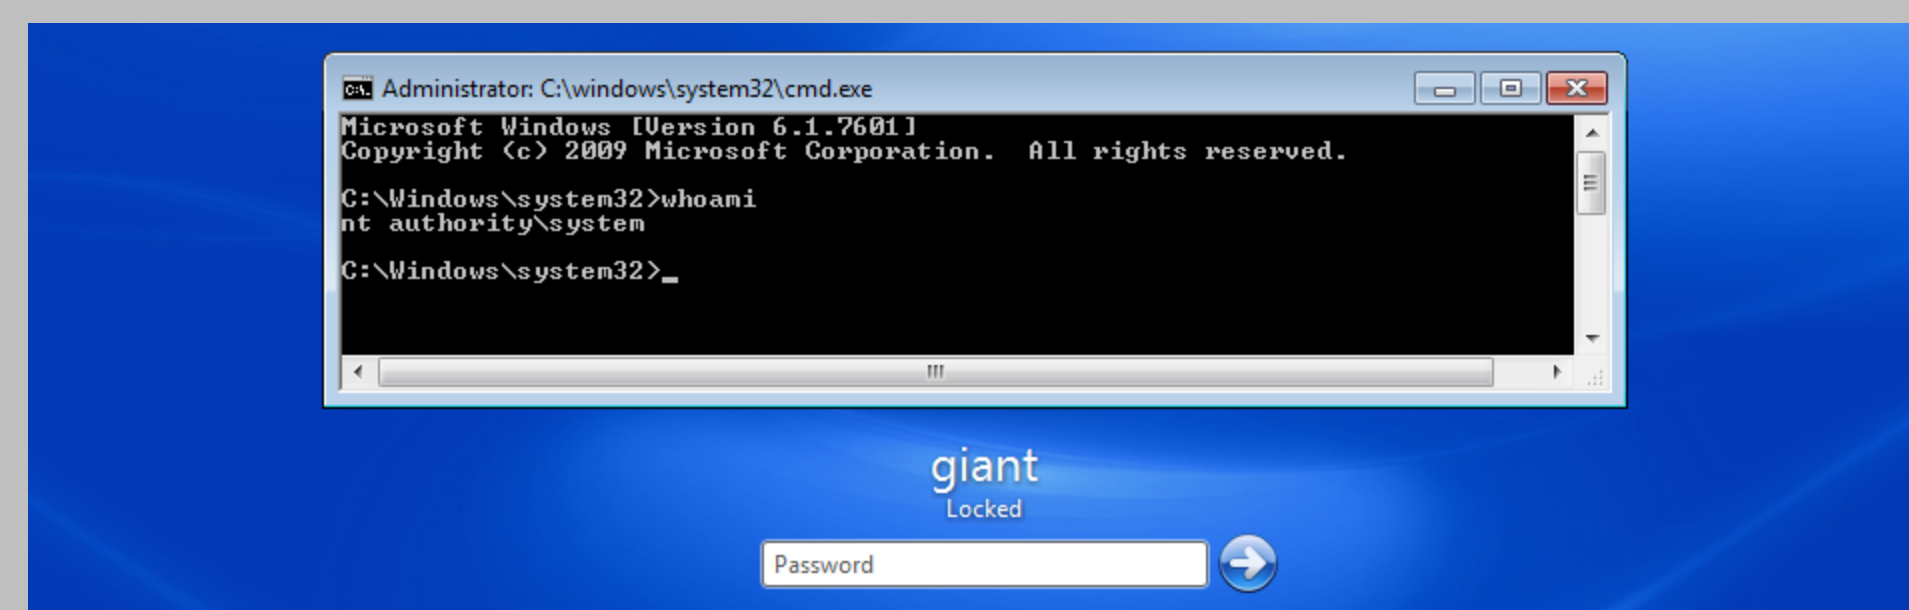 Administrator: C:\windows\system32\cmd.exe
Microsoft Windows [Version 6.1.7601]
Copyright (c) 2009 Microsoft Corporation.  All rights reserved.
C:\Windows\system32>whoami
nt authority\system
C:\Windows\system32>_
giant
Locked
Password